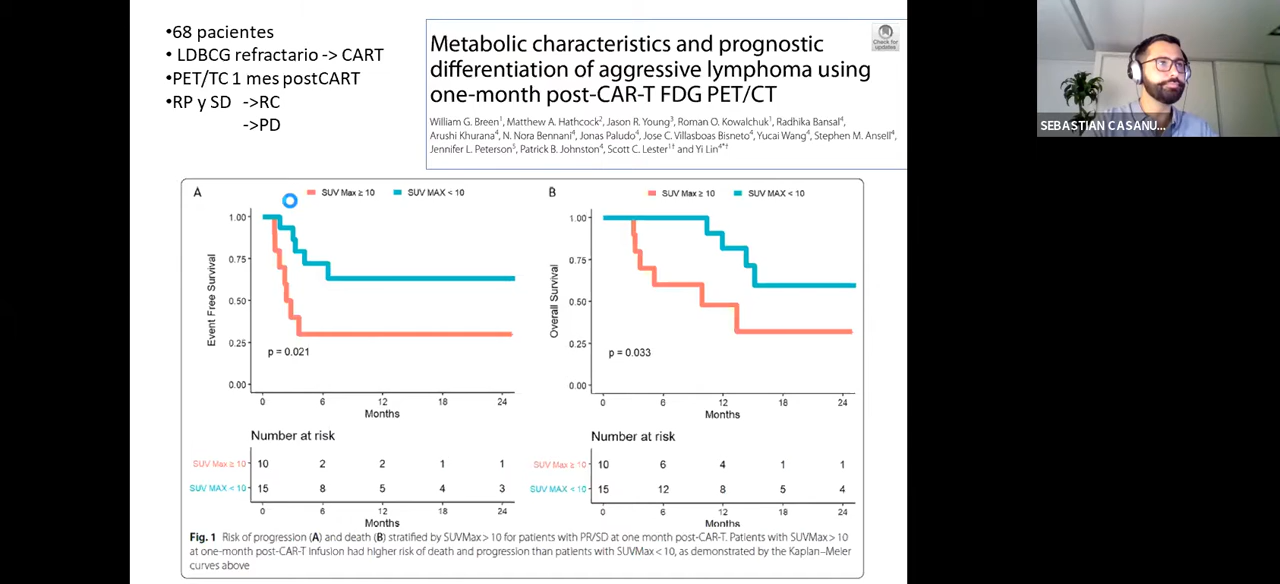 •68 pacientes
• LDBCG refractario -> CART
•PET/TC 1 mes postCART
•RP y SD ->RC
->PD
Metabolic characteristics and prognostic
differentiation of aggressive lymphoma using
one-month post-CAR-T FDG PET/CT
Check for
updates
William G. Breen¹, Matthew A. Hathcock², Jason R. Young³, Roman O. Kowalchuk¹, Radhika Bansal⁴,
Arushi Khurana⁴, N. Nora Bennani⁴, Jonas Paludo⁴, Jose C. Villasboas Bisneto⁴, Yucai Wang⁴, Stephen M. Ansell⁴,
Jennifer L. Peterson⁵, Patrick B. Johnston⁴, Scott C. Lester¹† and Yi Lin⁴*†
SEBASTIAN CASANU...
A
SUV Max ≥ 10 SUV MAX < 10
Event Free Survival
1.00
0.75
0.50
0.25
0.00
p = 0.021
0 6 12 18 24
Months
Number at risk
SUV Max ≥ 10 10 2 2 1 1
SUV MAX < 10 15 8 5 4 3
0 6 12 18 24
Months
B
SUV Max ≥ 10 SUV MAX < 10
Overall Survival
1.00
0.75
0.50
0.25
0.00
p = 0.033
0 6 12 18 24
Months
Number at risk
SUV Max ≥ 10 10 6 4 1 1
SUV MAX < 10 15 12 8 5 4
0 6 12 18 24
Months
Fig. 1 Risk of progression (A) and death (B) stratified by SUVMax > 10 for patients with PR/SD at one month post-CAR-T. Patients with SUVMax > 10
at one-month post-CAR-T infusion had higher risk of death and progression than patients with SUVMax < 10, as demonstrated by the Kaplan–Meier
curves above